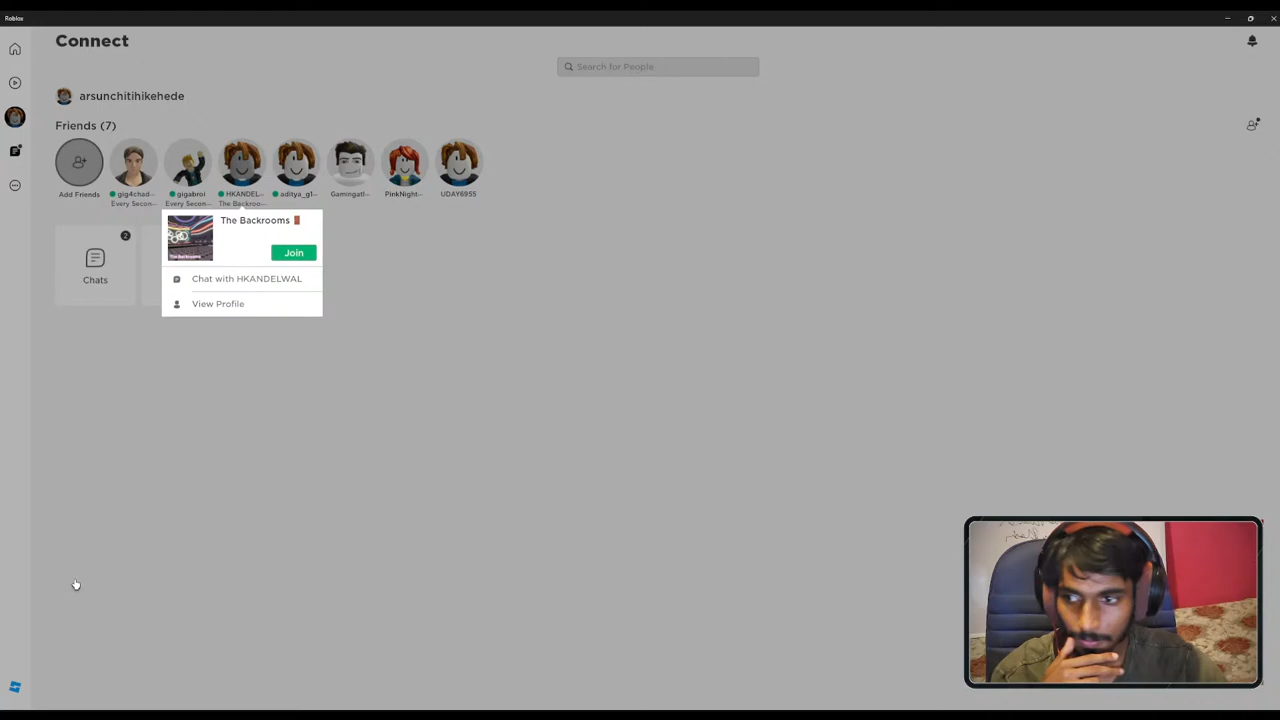 Roblox
Connect
Search for People
arsunchitihikehede
Friends (7)
Add Friends
gig4chad--
Every Secon--
gigabroi
Every Secon--
HKANDEL--
The Backroo--
aditya_g1--
Gamingatl--
PinkNight--
UDAY6955
The Backrooms
Join
Chat with HKANDELWAL
View Profile
2
Chats